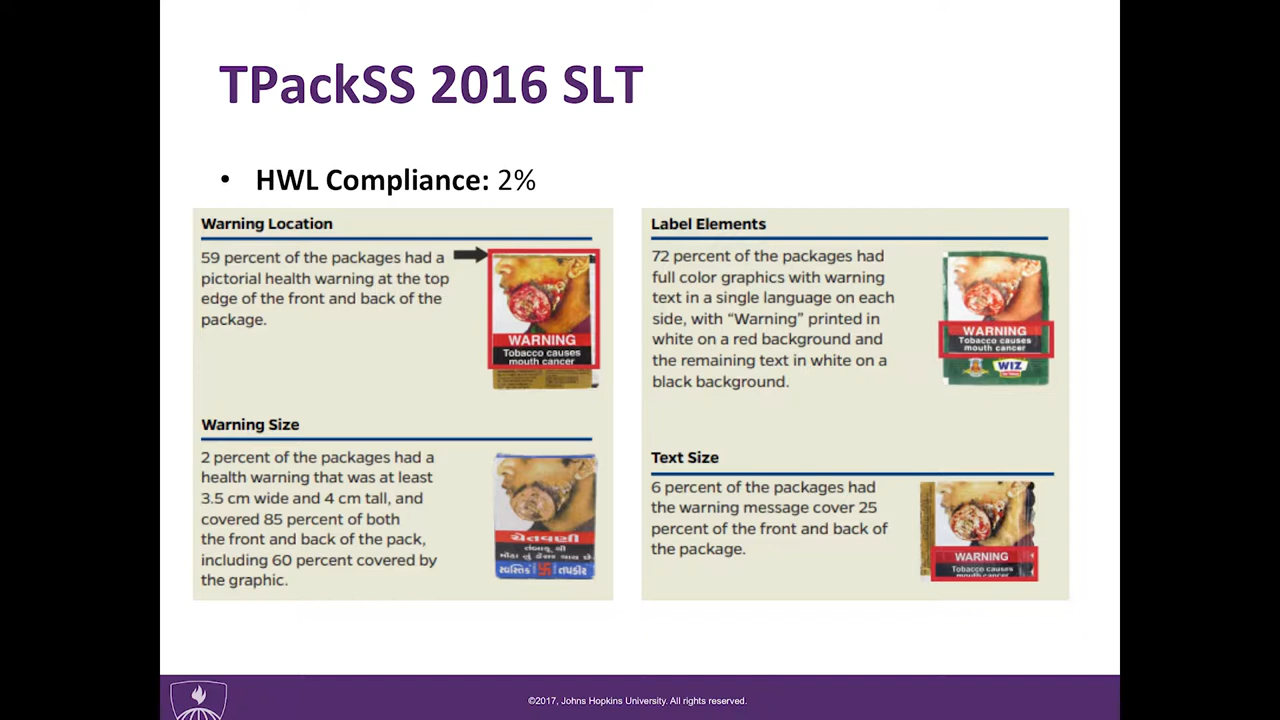 TPackSS 2016 SLT
• HWL Compliance: 2%
Warning Location
59 percent of the packages had a
pictorial health warning at the top
edge of the front and back of the
package.
WARNING
Tobacco causes
mouth cancer
Warning Size
2 percent of the packages had a
health warning that was at least
3.5 cm wide and 4 cm tall, and
covered 85 percent of both
the front and back of the pack,
including 60 percent covered by
the graphic.
ચેતવણી
તંબાકુ થી
સ્વસ્તિક
તપકીર
Label Elements
72 percent of the packages had
full color graphics with warning
text in a single language on each
side, with “Warning” printed in
white on a red background and
the remaining text in white on a
black background.
WARNING
Tobacco causes
mouth cancer
WIZ
Text Size
6 percent of the packages had
the warning message cover 25
percent of the front and back of
the package.
WARNING
Tobacco causes
mouth cancer
©2017, Johns Hopkins University. All rights reserved.